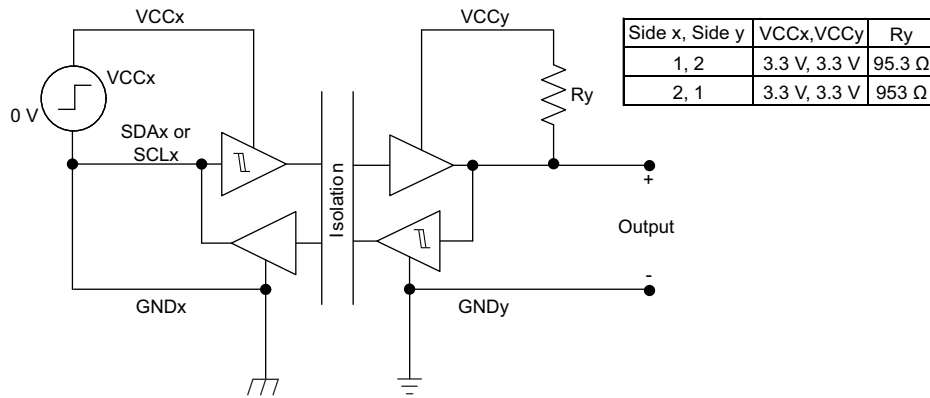 VCCx
VCCy
VCCx
0 V
SDAx or
SCLx
Ry
Isolation
+
Output
-
GNDx
GNDy
Side x, Side y VCCx,VCCy Ry
1, 2 3.3 V, 3.3 V 95.3 Ω
2, 1 3.3 V, 3.3 V 953 Ω